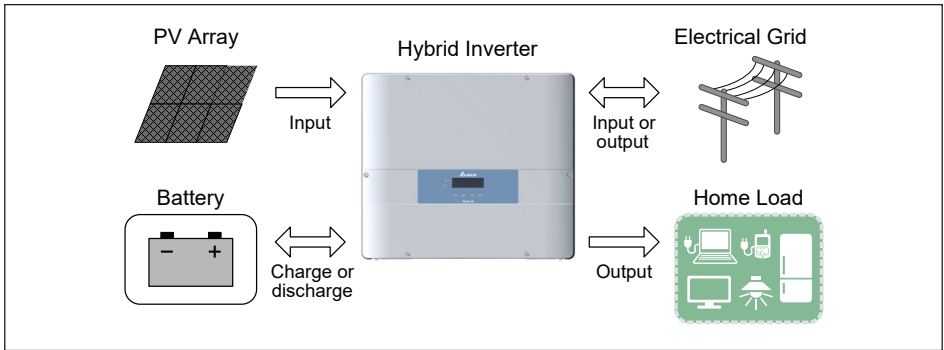 PV Array
Hybrid Inverter
Electrical Grid
Input
Input or
output
Battery
Home Load
− +
Charge or
discharge
Output